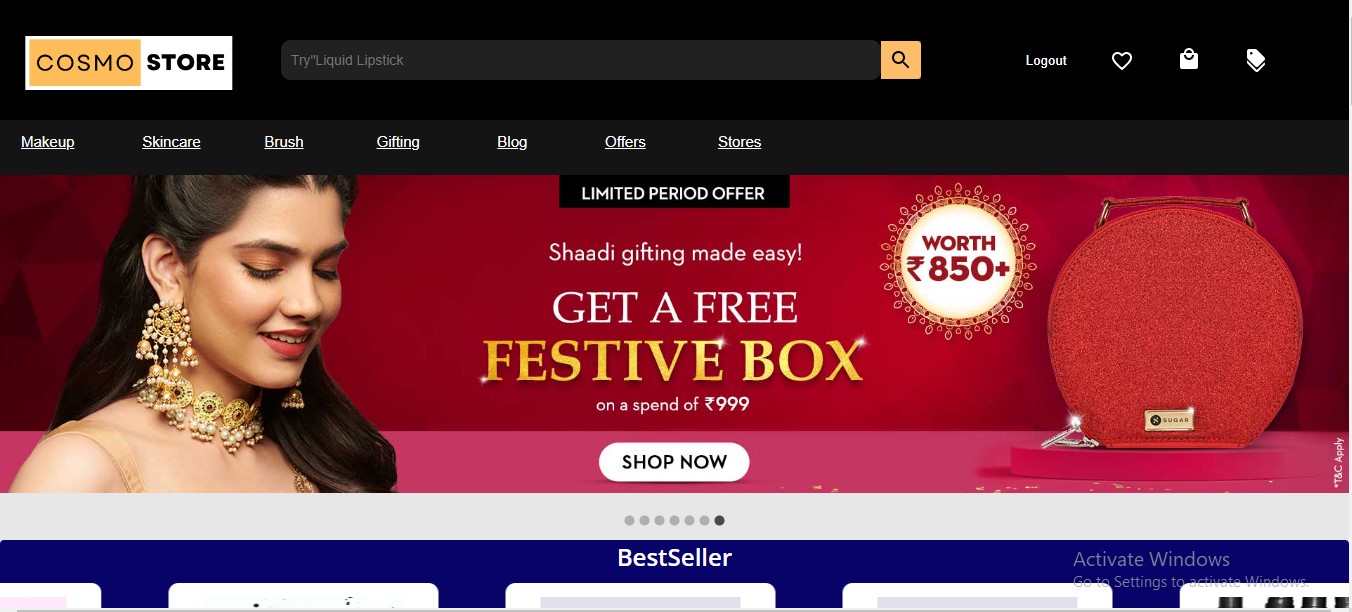 COSMO STORE
Try"Liquid Lipstick
Logout
Makeup Skincare Brush Gifting Blog Offers Stores
LIMITED PERIOD OFFER
Shaadi gifting made easy!
GET A FREE
FESTIVE BOX
on a spend of ₹999
SHOP NOW
WORTH
₹850+
SUGAR
*T&C Apply
BestSeller
Activate Windows
Go to Settings to activate Windows.